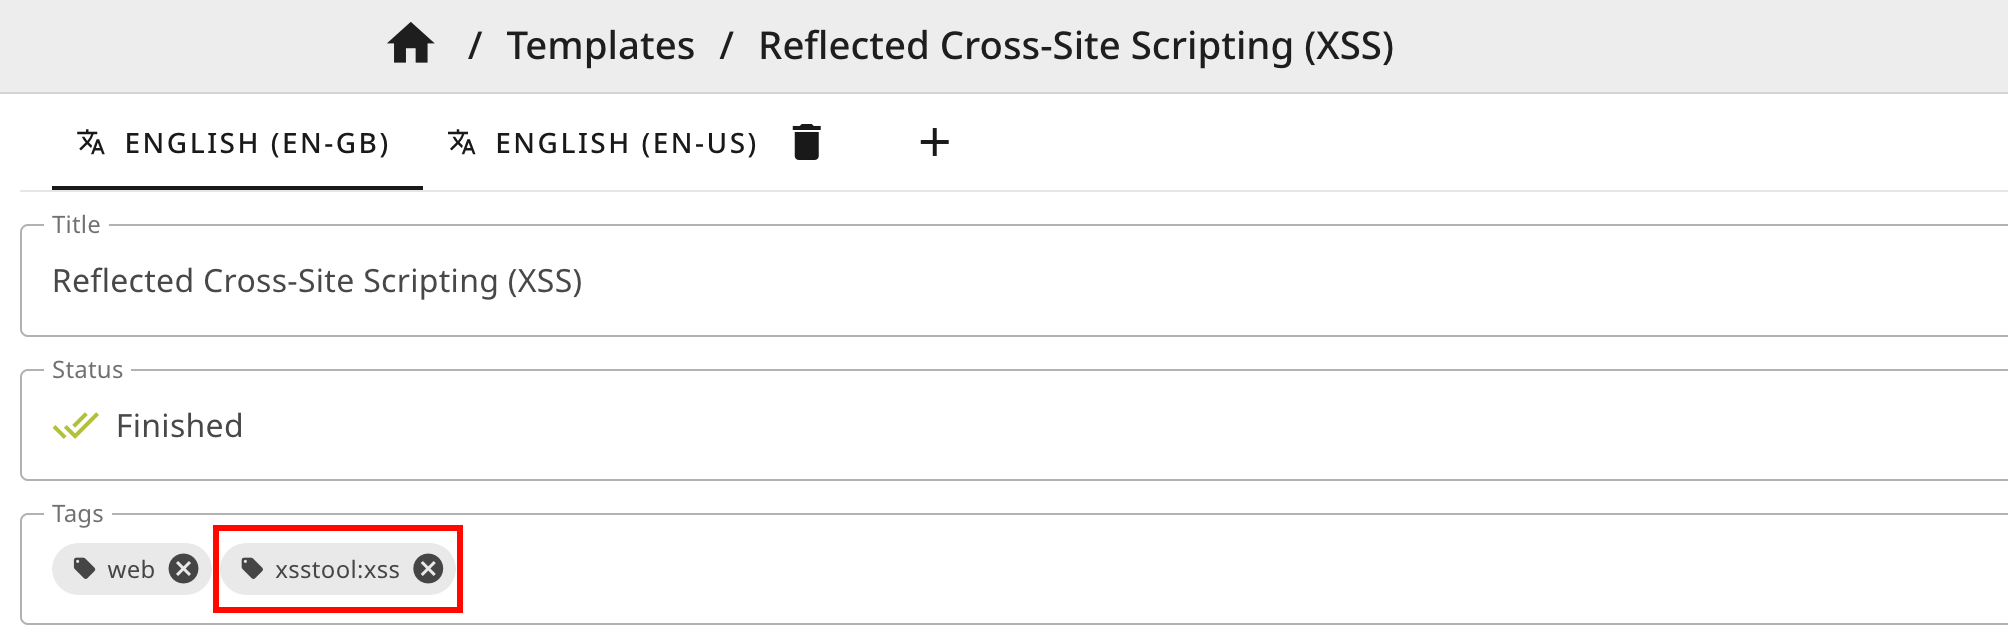 / Templates / Reflected Cross-Site Scripting (XSS)
ENGLISH (EN-GB) ENGLISH (EN-US)
Title
Reflected Cross-Site Scripting (XSS)
Status
Finished
Tags
web xsstool:xss